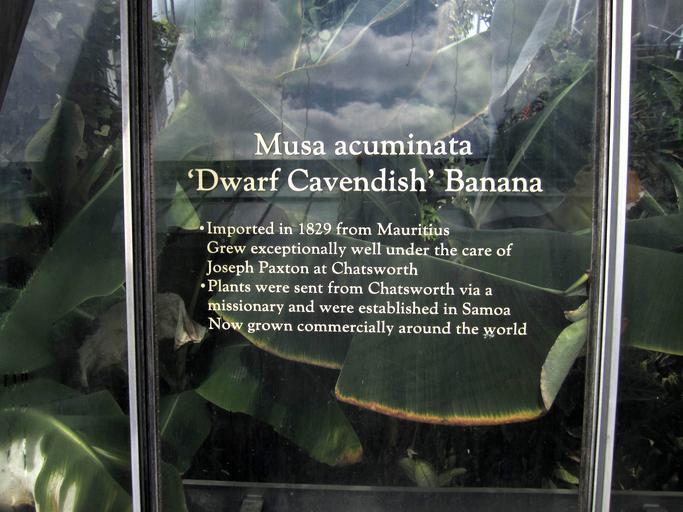 Musa acuminata
‘Dwarf Cavendish’ Banana
•Imported in 1829 from Mauritius
Grew exceptionally well under the care of
Joseph Paxton at Chatsworth
•Plants were sent from Chatsworth via a
missionary and were established in Samoa
Now grown commercially around the world